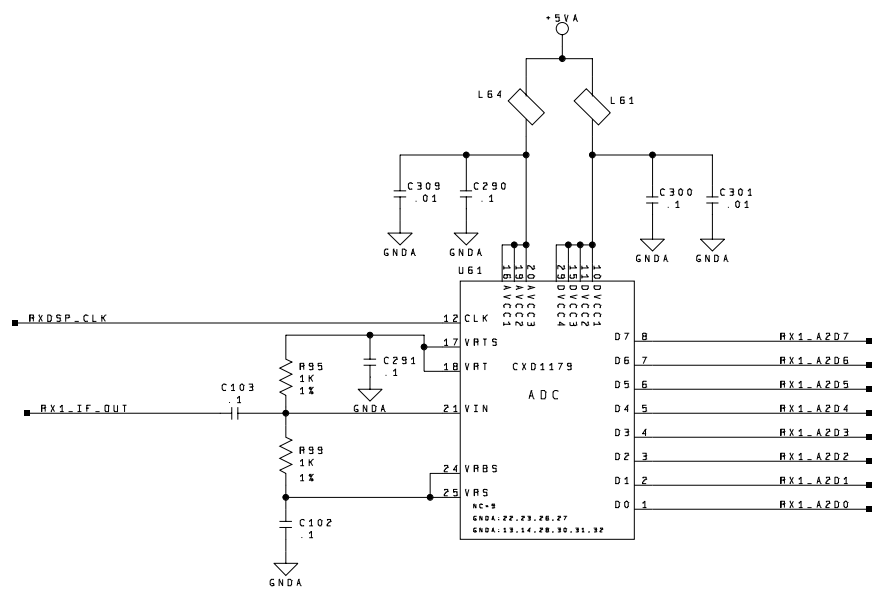 +5VA
L64
L61
C309
.01
C290
.1
C300
.1
C301
.01
GNDA
GNDA
GNDA
GNDA
U61
16 AVCC1
19 AVCC2
20 AVCC3
29 DVCC4
15 DVCC3
11 DVCC2
10 DVCC1
RXDSP_CLK
12 CLK
17 VRTS
18 VRT
R95
1K
1%
C291
.1
GNDA
C103
.1
RX1_IF_OUT
21 VIN
CXD1179
ADC
R99
1K
1%
24 VRBS
25 VRS
C102
.1
GNDA
NC=9
GNDA:22,23,26,27
GNDA:13,14,28,30,31,32
D7 8 RX1_A2D7
D6 7 RX1_A2D6
D5 6 RX1_A2D5
D4 5 RX1_A2D4
D3 4 RX1_A2D3
D2 3 RX1_A2D2
D1 2 RX1_A2D1
D0 1 RX1_A2D0